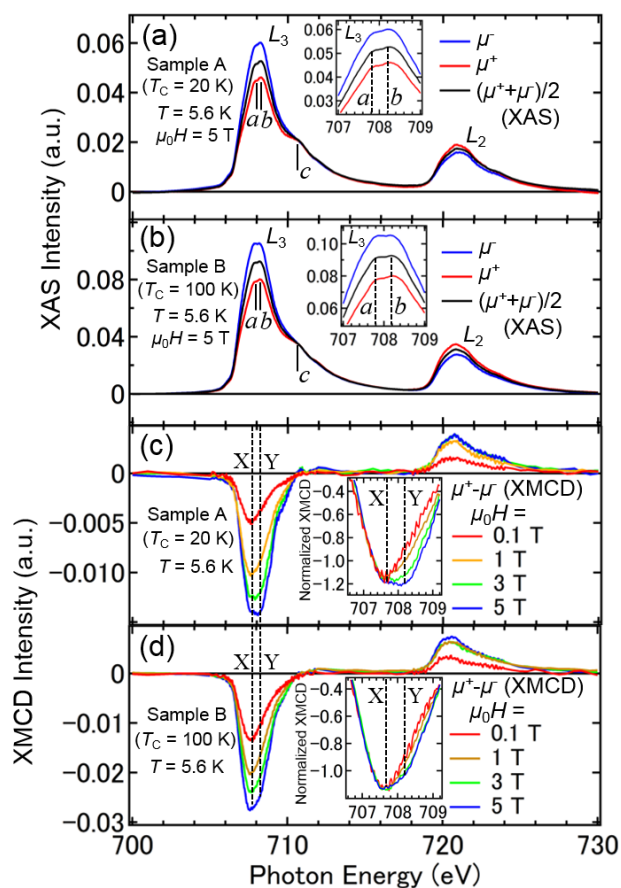 XAS Intensity (a.u.)
XMCD Intensity (a.u.)
(a)
L₃
Sample A
(T_C = 20 K)
T = 5.6 K
μ₀H = 5 T
a b
c
L₂
0.06
0.04
0.02
0
L₃
0.06
0.05
0.04
0.03
a
b
707 708 709
μ⁻
μ⁺
(μ⁺+μ⁻)/2
(XAS)
(b)
L₃
Sample B
(T_C = 100 K)
T = 5.6 K
μ₀H = 5 T
a b
c
L₂
0.08
0.04
0
L₃
0.10
0.08
0.06
a
b
707 708 709
μ⁻
μ⁺
(μ⁺+μ⁻)/2
(XAS)
(c)
X Y
Sample A
(T_C = 20 K)
T = 5.6 K
0
−0.005
−0.010
Normalized XMCD
X Y
−0.4
−0.6
−0.8
−1.0
−1.2
707 708 709
μ⁺-μ⁻ (XMCD)
μ₀H =
0.1 T
1 T
3 T
5 T
(d)
X Y
Sample B
(T_C = 100 K)
T = 5.6 K
0
−0.01
−0.02
−0.03
Normalized XMCD
X Y
−0.4
−0.6
−0.8
−1.0
707 708 709
μ⁺-μ⁻ (XMCD)
μ₀H =
0.1 T
1 T
3 T
5 T
700 710 720 730
Photon Energy (eV)